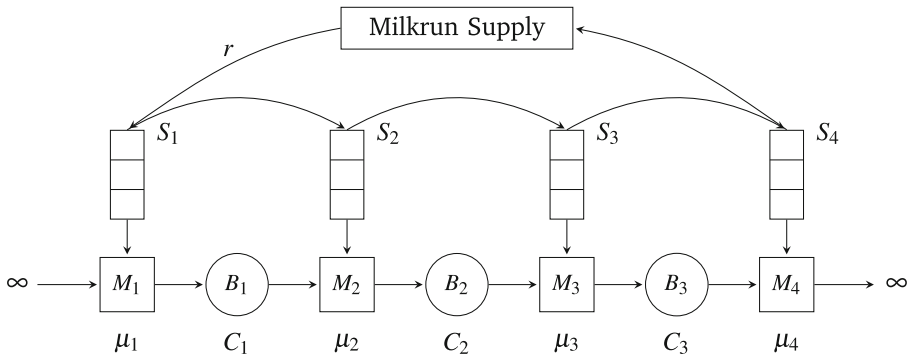 Milkrun Supply
r
S₁ S₂ S₃ S₄
∞ M₁ B₁ M₂ B₂ M₃ B₃ M₄ ∞
μ₁ C₁ μ₂ C₂ μ₃ C₃ μ₄